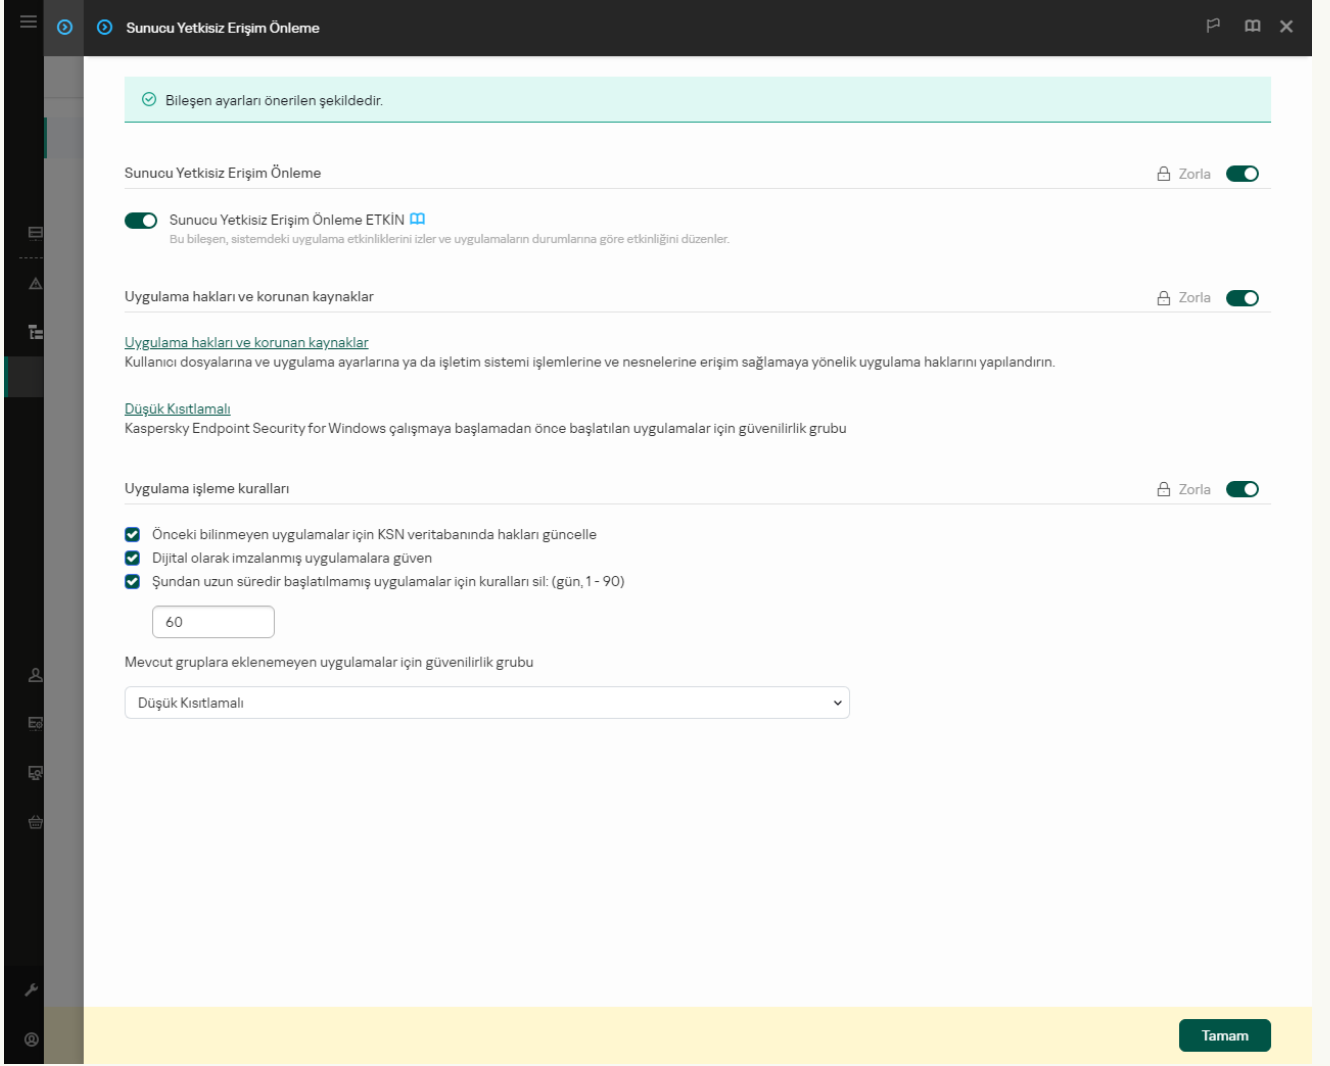 Sunucu Yetkisiz Erişim Önleme
Bileşen ayarları önerilen şekildedir.
Sunucu Yetkisiz Erişim Önleme
Zorla
Sunucu Yetkisiz Erişim Önleme ETKİN
Bu bileşen, sistemdeki uygulama etkinliklerini izler ve uygulamaların durumlarına göre etkinliğini düzenler.
Uygulama hakları ve korunan kaynaklar
Zorla
Uygulama hakları ve korunan kaynaklar
Kullanıcı dosyalarına ve uygulama ayarlarına ya da işletim sistemi işlemlerine ve nesnelerine erişim sağlamaya yönelik uygulama haklarını yapılandırın.
Düşük Kısıtlamalı
Kaspersky Endpoint Security for Windows çalışmaya başlamadan önce başlatılan uygulamalar için güvenilirlik grubu
Uygulama işleme kuralları
Zorla
Önceki bilinmeyen uygulamalar için KSN veritabanında hakları güncelle
Dijital olarak imzalanmış uygulamalara güven
Şundan uzun süredir başlatılmamış uygulamalar için kuralları sil: (gün, 1 - 90)
60
Mevcut gruplara eklenemeyen uygulamalar için güvenilirlik grubu
Düşük Kısıtlamalı
Tamam